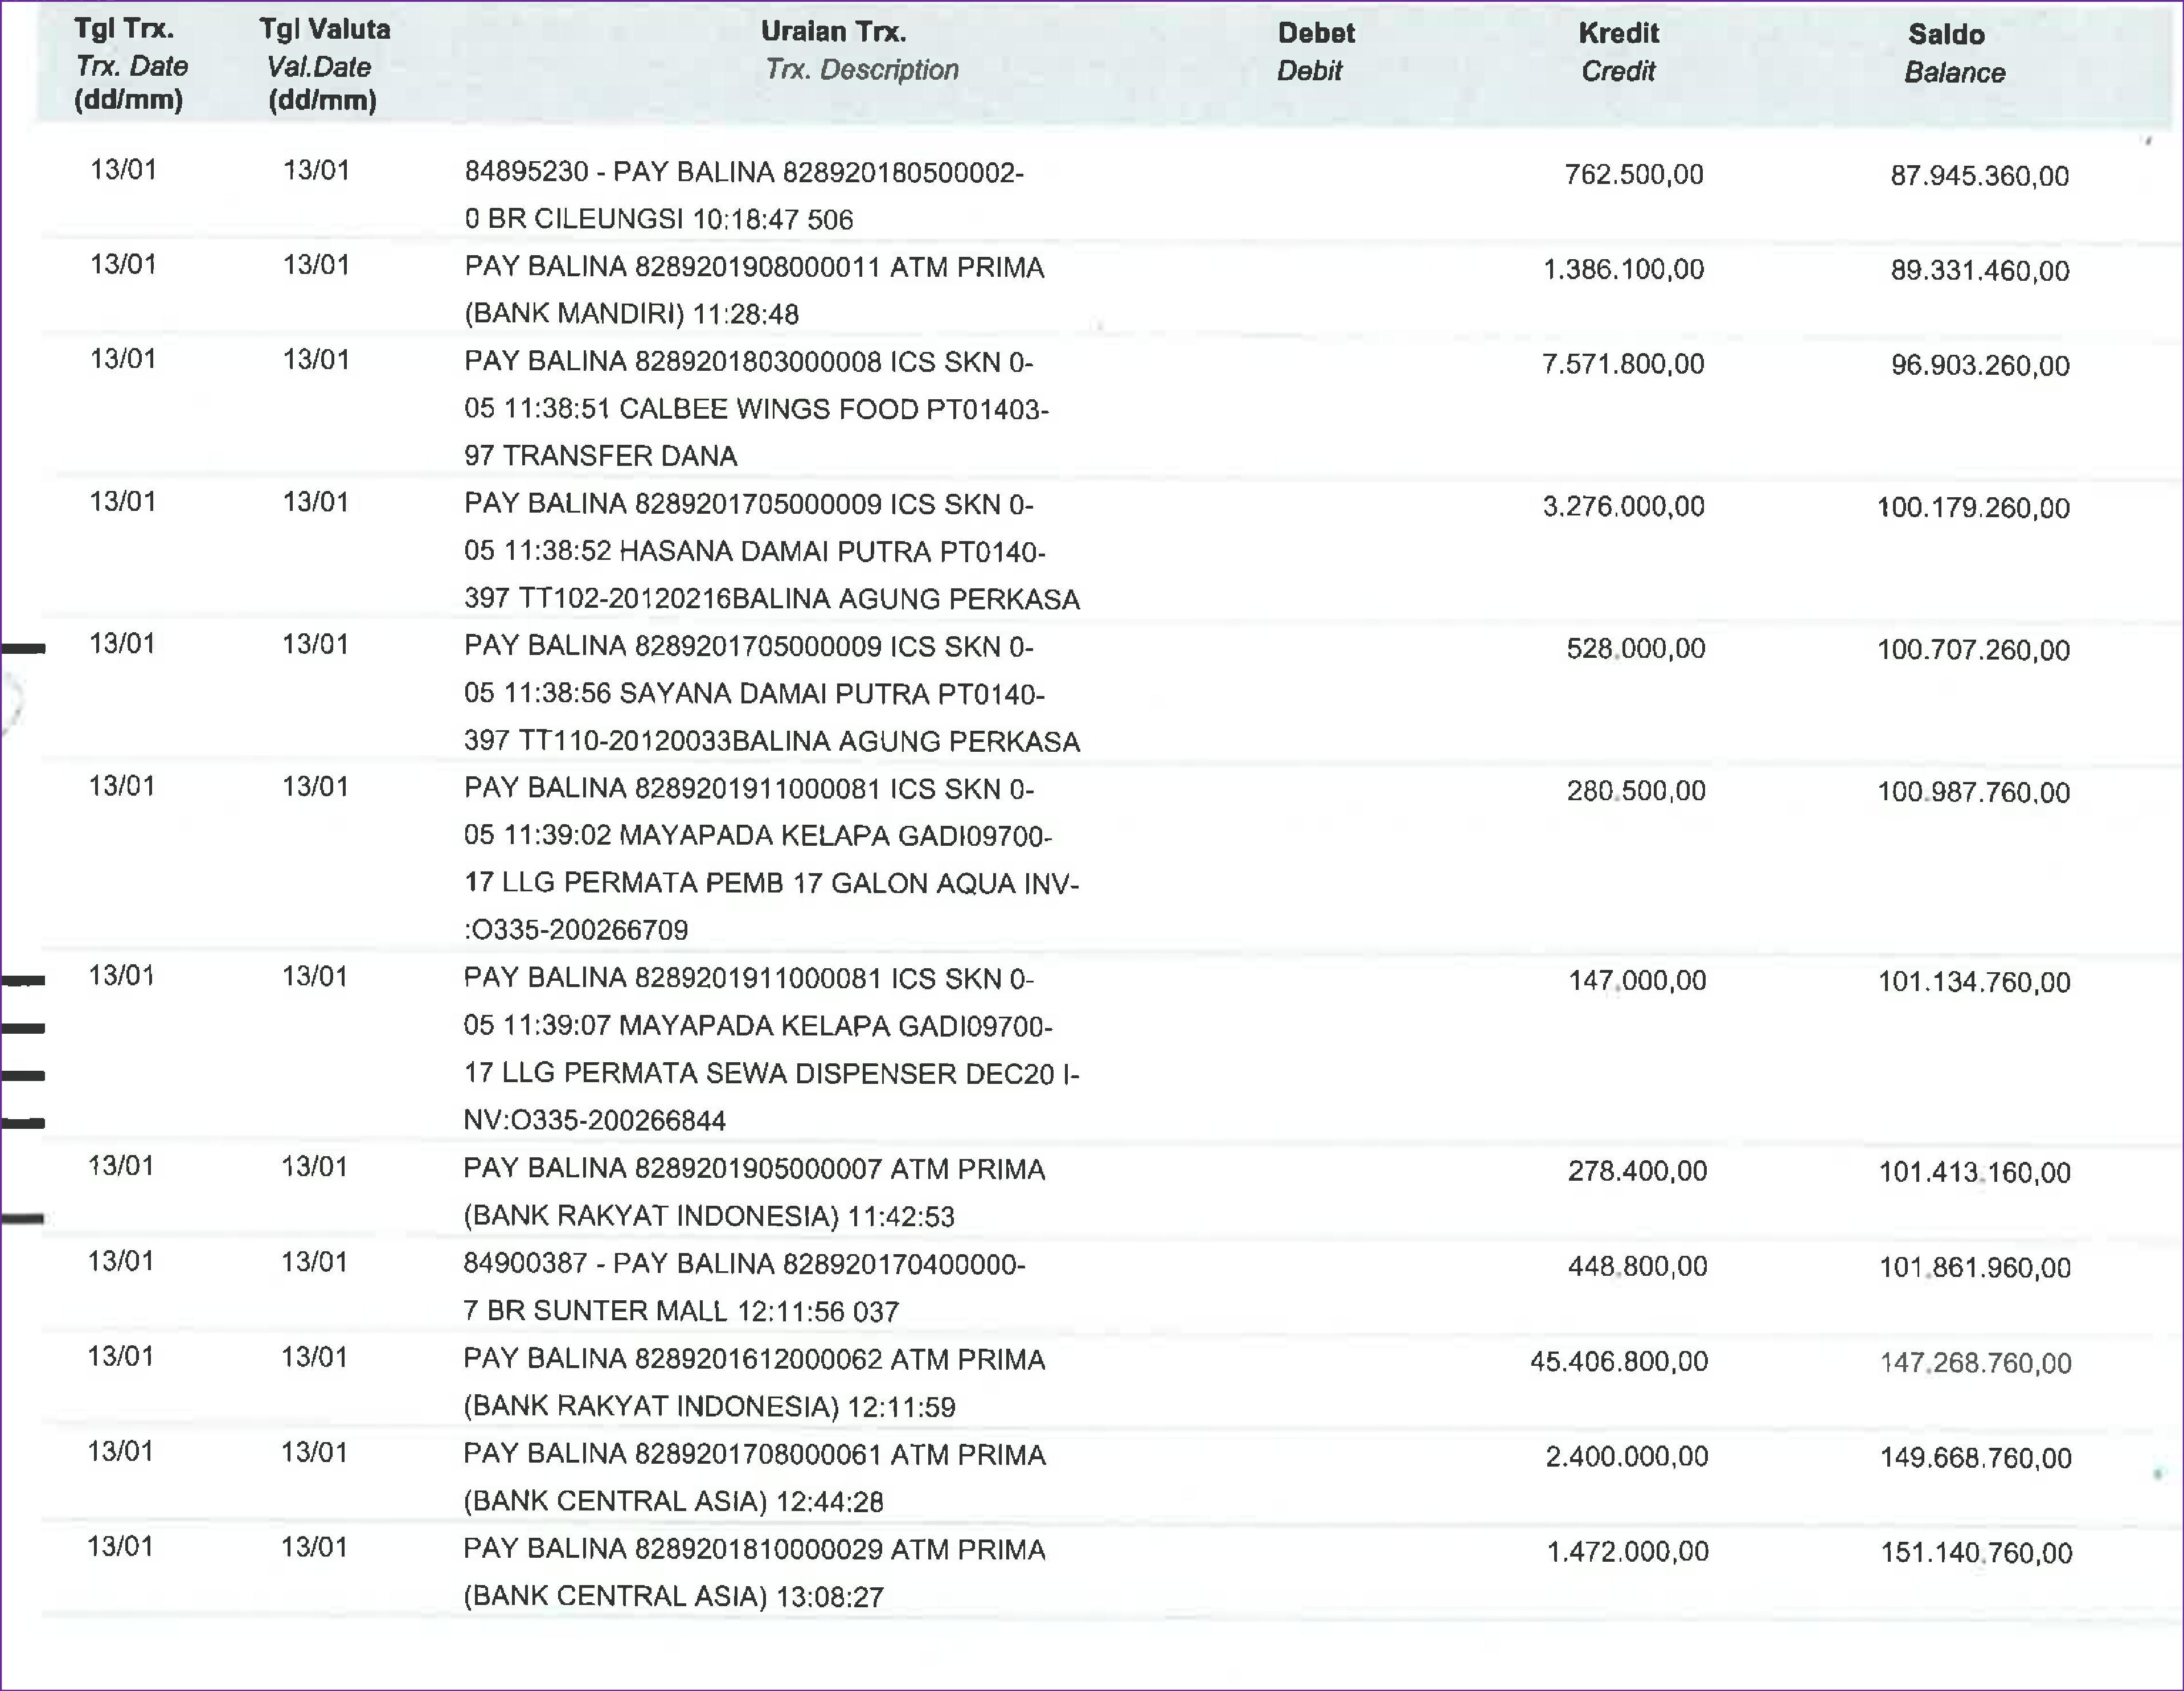 Tgl Trx. Tgl Valuta Uraian Trx. Debet Kredit Saldo
Trx. Date Val.Date Trx. Description Debit Credit Balance
(dd/mm) (dd/mm)
13/01 13/01 84895230 - PAY BALINA 828920180500002- 762.500,00 87.945.360,00
0 BR CILEUNGSI 10:18:47 506
13/01 13/01 PAY BALINA 8289201908000011 ATM PRIMA 1.386.100,00 89.331.460,00
(BANK MANDIRI) 11:28:48
13/01 13/01 PAY BALINA 8289201803000008 ICS SKN 0- 7.571.800,00 96.903.260,00
05 11:38:51 CALBEE WINGS FOOD PT01403-
97 TRANSFER DANA
13/01 13/01 PAY BALINA 8289201705000009 ICS SKN 0- 3.276.000,00 100.179.260,00
05 11:38:52 HASANA DAMAI PUTRA PT0140-
397 TT102-20120216BALINA AGUNG PERKASA
13/01 13/01 PAY BALINA 8289201705000009 ICS SKN 0- 528.000,00 100.707.260,00
05 11:38:56 SAYANA DAMAI PUTRA PT0140-
397 TT110-20120033BALINA AGUNG PERKASA
13/01 13/01 PAY BALINA 8289201911000081 ICS SKN 0- 280.500,00 100.987.760,00
05 11:39:02 MAYAPADA KELAPA GADI09700-
17 LLG PERMATA PEMB 17 GALON AQUA INV-
:O335-200266709
13/01 13/01 PAY BALINA 8289201911000081 ICS SKN 0- 147.000,00 101.134.760,00
05 11:39:07 MAYAPADA KELAPA GADI09700-
17 LLG PERMATA SEWA DISPENSER DEC20 I-
NV:O335-200266844
13/01 13/01 PAY BALINA 8289201905000007 ATM PRIMA 278.400,00 101.413.160,00
(BANK RAKYAT INDONESIA) 11:42:53
13/01 13/01 84900387 - PAY BALINA 828920170400000- 448.800,00 101.861.960,00
7 BR SUNTER MALL 12:11:56 037
13/01 13/01 PAY BALINA 8289201612000062 ATM PRIMA 45.406.800,00 147.268.760,00
(BANK RAKYAT INDONESIA) 12:11:59
13/01 13/01 PAY BALINA 8289201708000061 ATM PRIMA 2.400.000,00 149.668.760,00
(BANK CENTRAL ASIA) 12:44:28
13/01 13/01 PAY BALINA 8289201810000029 ATM PRIMA 1.472.000,00 151.140.760,00
(BANK CENTRAL ASIA) 13:08:27